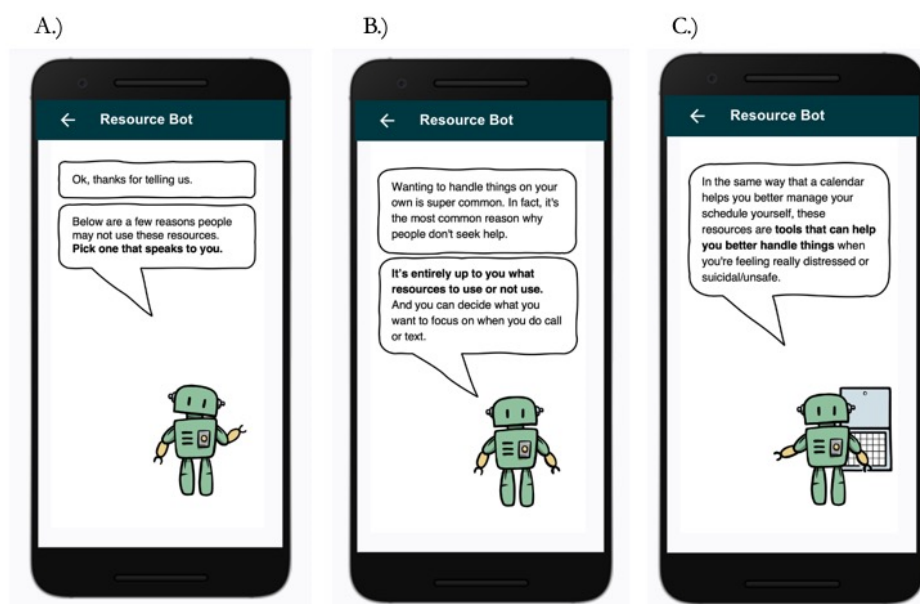 A.)
B.)
C.)
Resource Bot
Ok, thanks for telling us.
Below are a few reasons people
may not use these resources.
Pick one that speaks to you.
Resource Bot
Wanting to handle things on your
own is super common. In fact, it's
the most common reason why
people don't seek help.
It's entirely up to you what
resources to use or not use.
And you can decide what you
want to focus on when you do call
or text.
Resource Bot
In the same way that a calendar
helps you better manage your
schedule yourself, these
resources are tools that can help
you better handle things when
you're feeling really distressed or
suicidal/unsafe.